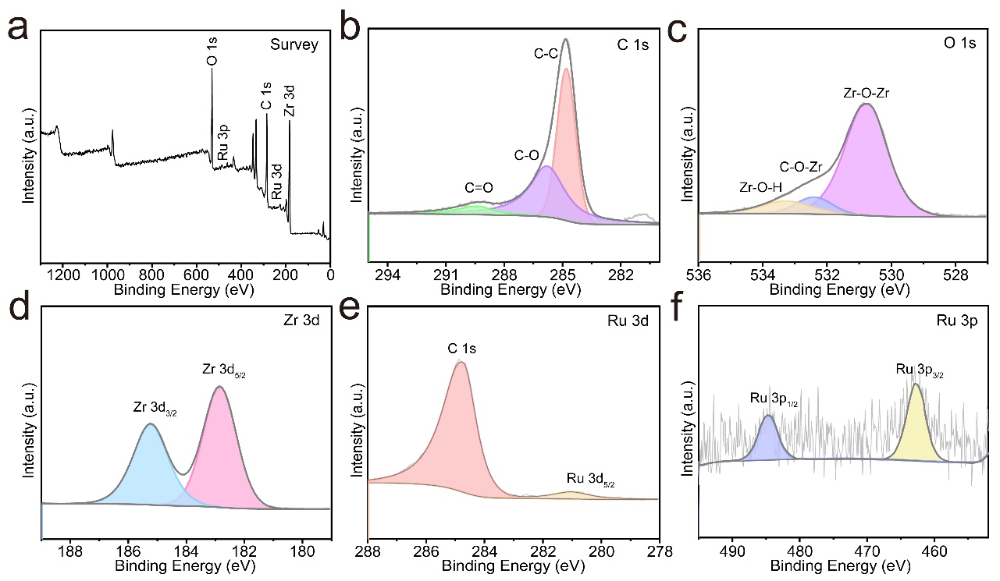 a
Survey
O 1s
Ru 3p
C 1s
Ru 3d
Zr 3d
Intensity (a.u.)
1200 1000 800 600 400 200 0
Binding Energy (eV)
b
C 1s
C-C
C-O
C=O
Intensity (a.u.)
294 291 288 285 282
Binding Energy (eV)
c
O 1s
Zr-O-Zr
C-O-Zr
Zr-O-H
Intensity (a.u.)
536 534 532 530 528
Binding Energy (eV)
d
Zr 3d
Zr 3d5/2
Zr 3d3/2
Intensity (a.u.)
188 186 184 182 180
Binding Energy (eV)
e
Ru 3d
C 1s
Ru 3d5/2
Intensity (a.u.)
288 286 284 282 280 278
Binding Energy (eV)
f
Ru 3p
Ru 3p3/2
Ru 3p1/2
Intensity (a.u.)
490 480 470 460
Binding Energy (eV)